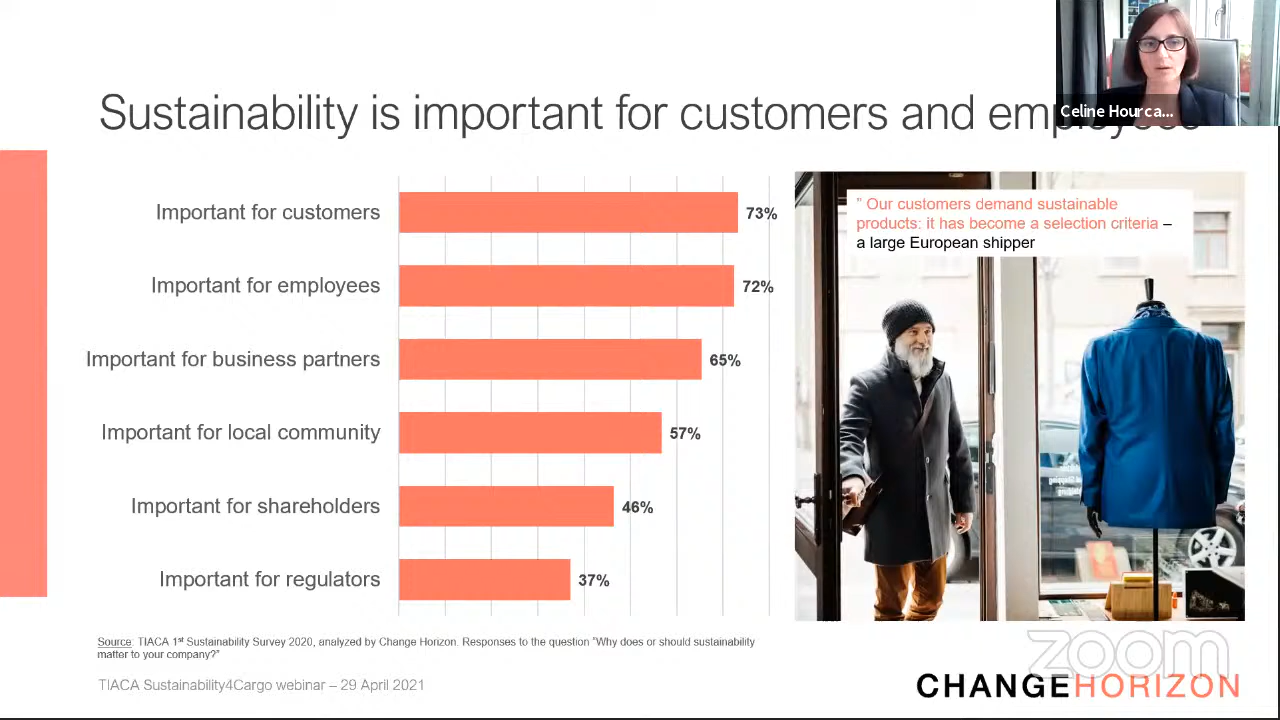 Sustainability is important for customers and
Celine Hourca...
Important for customers
73%
Important for employees
72%
Important for business partners
65%
Important for local community
57%
Important for shareholders
46%
Important for regulators
37%
" Our customers demand sustainable
products: it has become a selection criteria –
a large European shipper
Source: TIACA 1st Sustainability Survey 2020, analyzed by Change Horizon. Responses to the question "Why does or should sustainability
matter to your company?"
TIACA Sustainability4Cargo webinar – 29 April 2021
zoom
CHANGEHORIZON